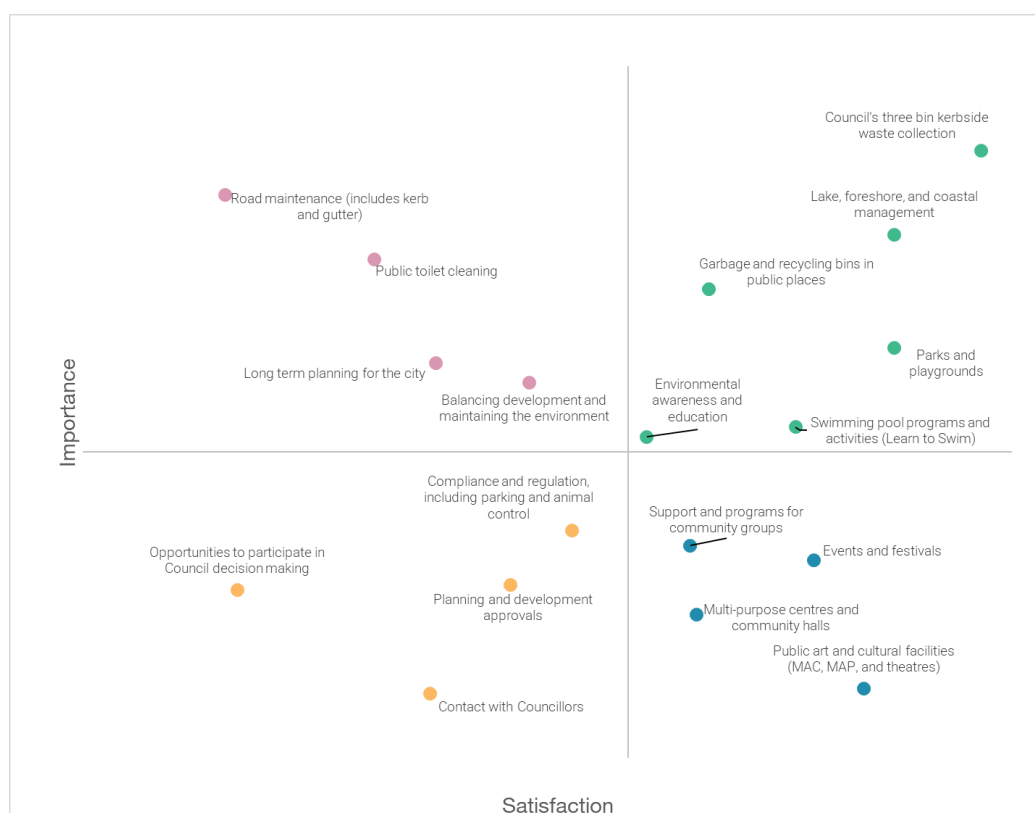 Council's three bin kerbside
waste collection
Road maintenance (includes kerb
and gutter)
Lake, foreshore, and coastal
management
Public toilet cleaning
Garbage and recycling bins in
public places
Long term planning for the city
Balancing development and
maintaining the environment
Parks and
playgrounds
Environmental
awareness and
education
Swimming pool programs and
activities (Learn to Swim)
Importance
Compliance and regulation,
including parking and animal
control
Support and programs for
community groups
Opportunities to participate in
Council decision making
Events and festivals
Planning and development
approvals
Multi-purpose centres and
community halls
Public art and cultural facilities
(MAC, MAP, and theatres)
Contact with Councillors
Satisfaction